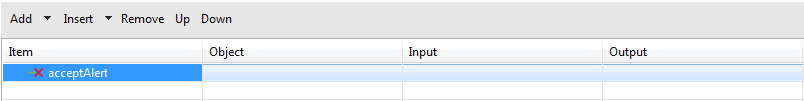 Add Insert Remove Up Down
Item Object Input Output
acceptAlert